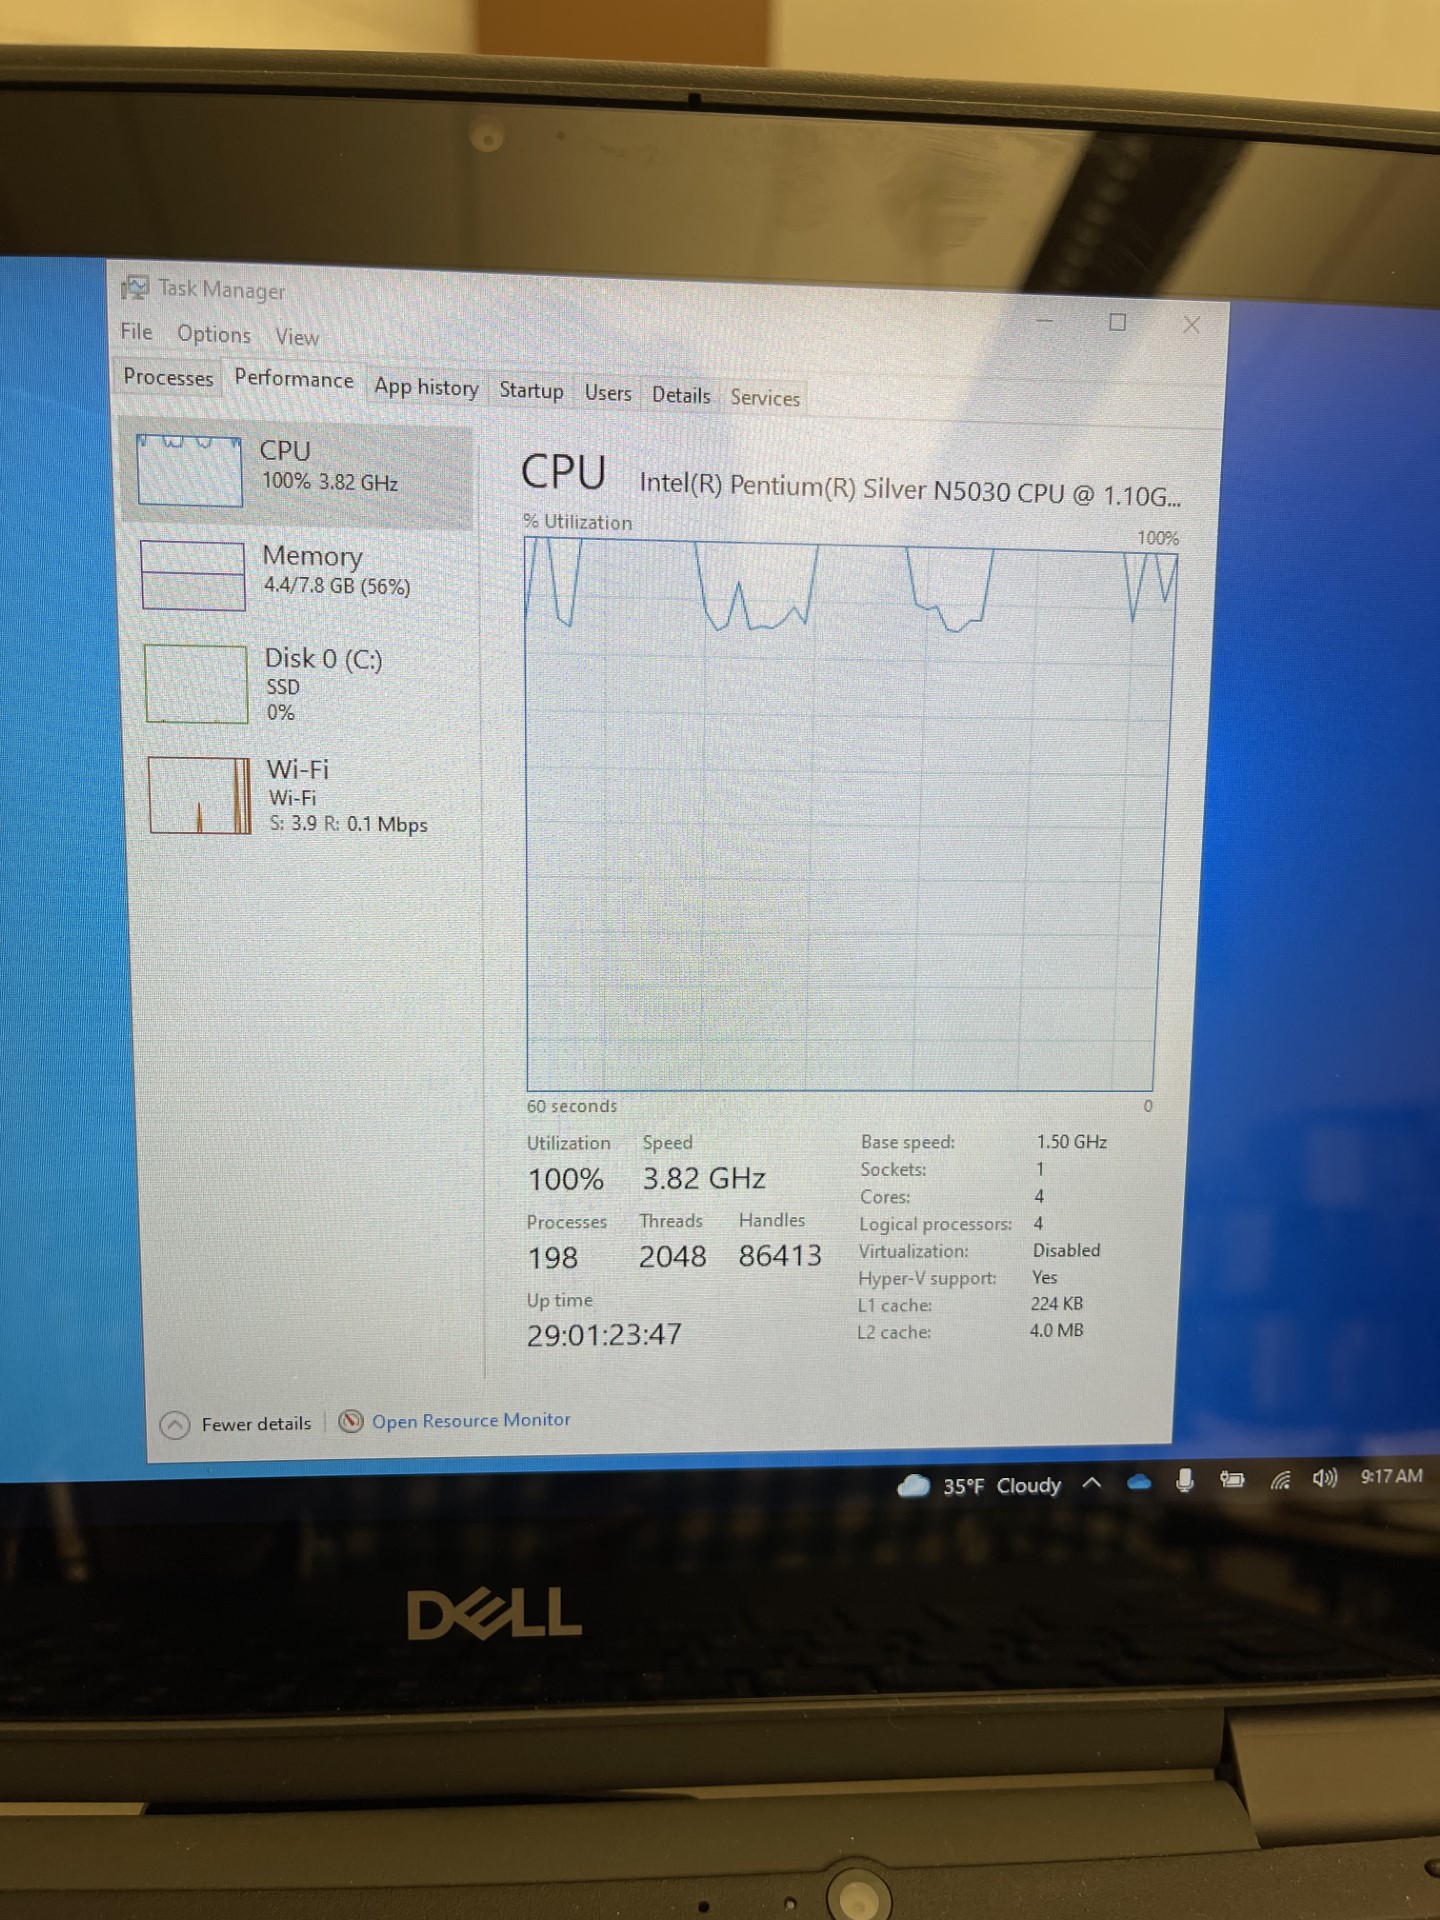 Task Manager
File Options View
Processes Performance App history Startup Users Details Services
CPU
100% 3.82 GHz
Memory
4.4/7.8 GB (56%)
Disk 0 (C:)
SSD
0%
Wi-Fi
Wi-Fi
S: 3.9 R: 0.1 Mbps
CPU Intel(R) Pentium(R) Silver N5030 CPU @ 1.10G...
% Utilization 100%
60 seconds 0
Utilization Speed
100% 3.82 GHz
Processes Threads Handles
198 2048 86413
Up time
29:01:23:47
Base speed: 1.50 GHz
Sockets: 1
Cores: 4
Logical processors: 4
Virtualization: Disabled
Hyper-V support: Yes
L1 cache: 224 KB
L2 cache: 4.0 MB
Fewer details Open Resource Monitor
35°F Cloudy 9:17 AM
DELL